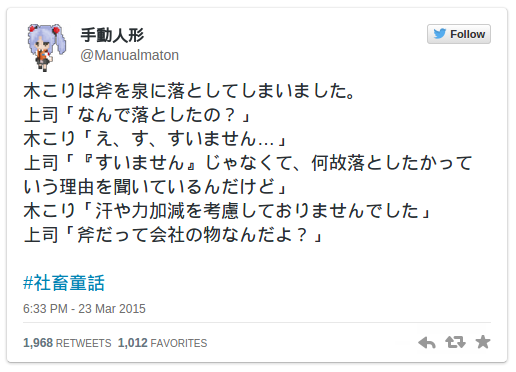 手動人形
@Manualmaton
Follow
木こりは斧を泉に落としてしまいました。
上司「なんで落としたの？」
木こり「え、す、すいません…」
上司「『すいません』じゃなくて、何故落としたかって
いう理由を聞いているんだけど」
木こり「汗や力加減を考慮しておりませんでした」
上司「斧だって会社の物なんだよ？」
#社畜童話
6:33 PM - 23 Mar 2015
1,968 RETWEETS 1,012 FAVORITES